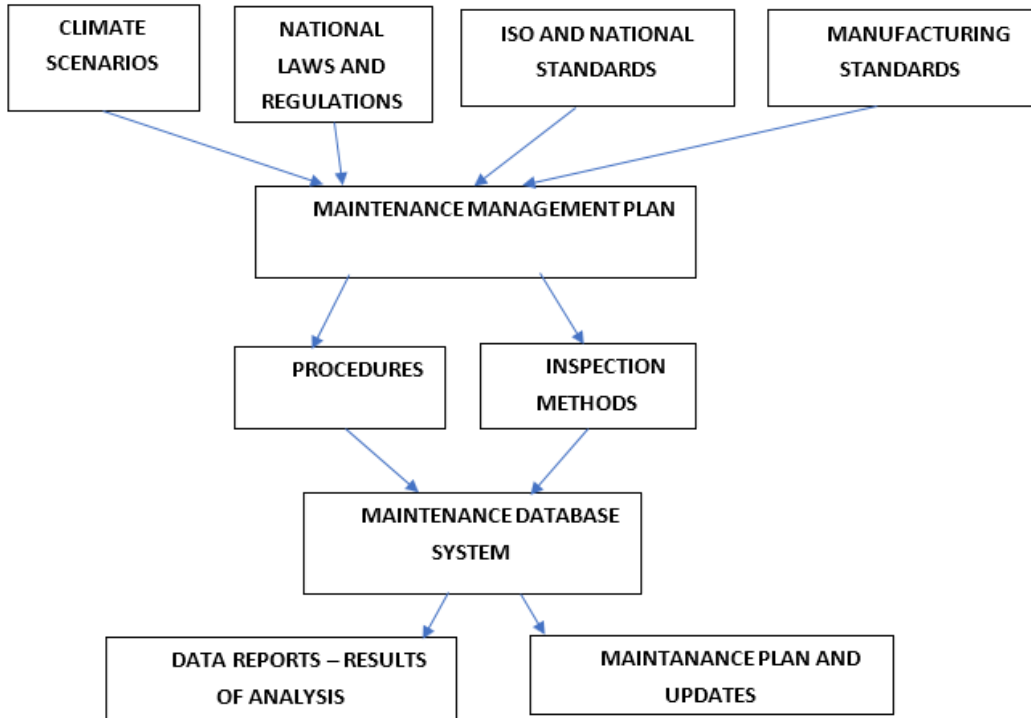 CLIMATE
SCENARIOS
NATIONAL
LAWS AND
REGULATIONS
ISO AND NATIONAL
STANDARDS
MANUFACTURING
STANDARDS
MAINTENANCE MANAGEMENT PLAN
PROCEDURES
INSPECTION
METHODS
MAINTENANCE DATABASE
SYSTEM
DATA REPORTS – RESULTS
OF ANALYSIS
MAINTANANCE PLAN AND
UPDATES